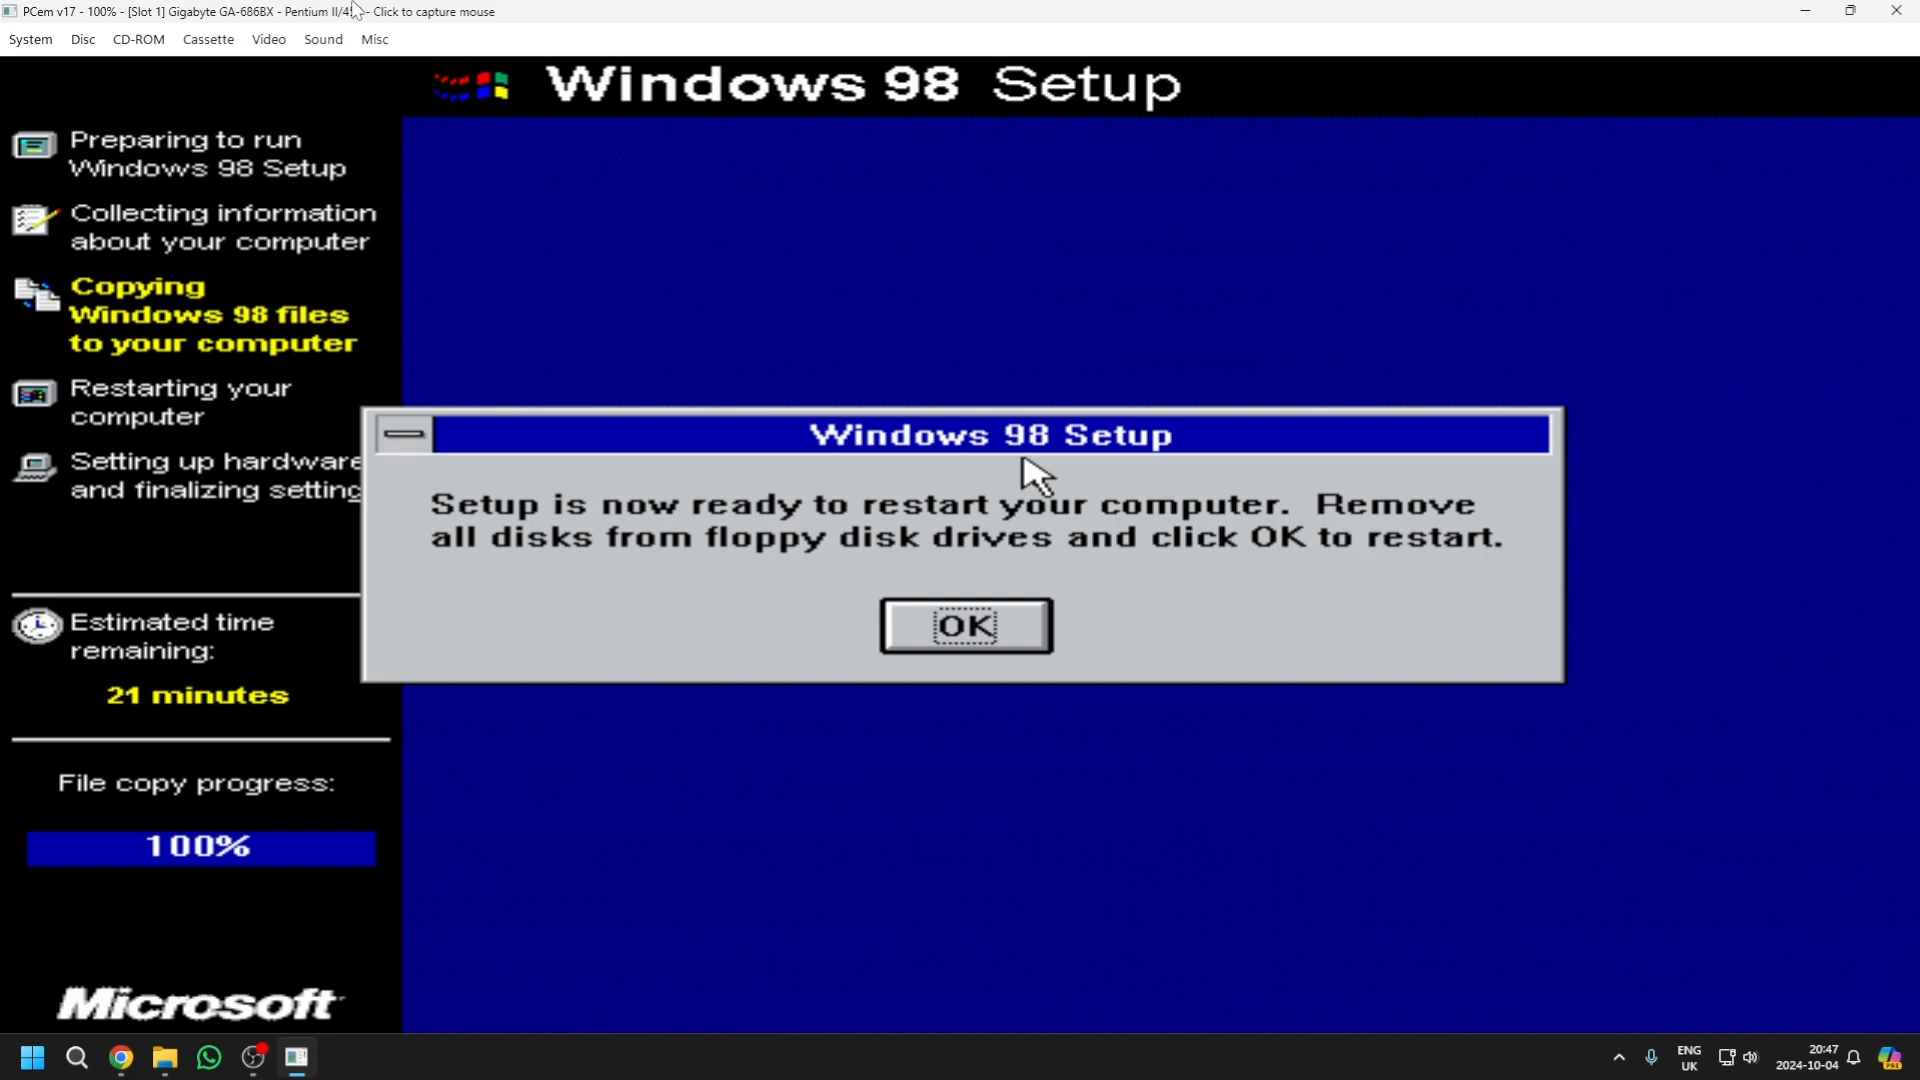 PCem v17 - 100% - [Slot 1] Gigabyte GA-686BX - Pentium II/45 - Click to capture mouse
System Disc CD-ROM Cassette Video Sound Misc
Windows 98 Setup
Preparing to run
Windows 98 Setup
Collecting information
about your computer
Copying
Windows 98 files
to your computer
Restarting your
computer
Setting up hardware
and finalizing setting
Estimated time
remaining:
21 minutes
File copy progress:
100%
Microsoft
Windows 98 Setup
Setup is now ready to restart your computer. Remove
all disks from floppy disk drives and click OK to restart.
OK
ENG
UK
20:47
2024-10-04
PRE